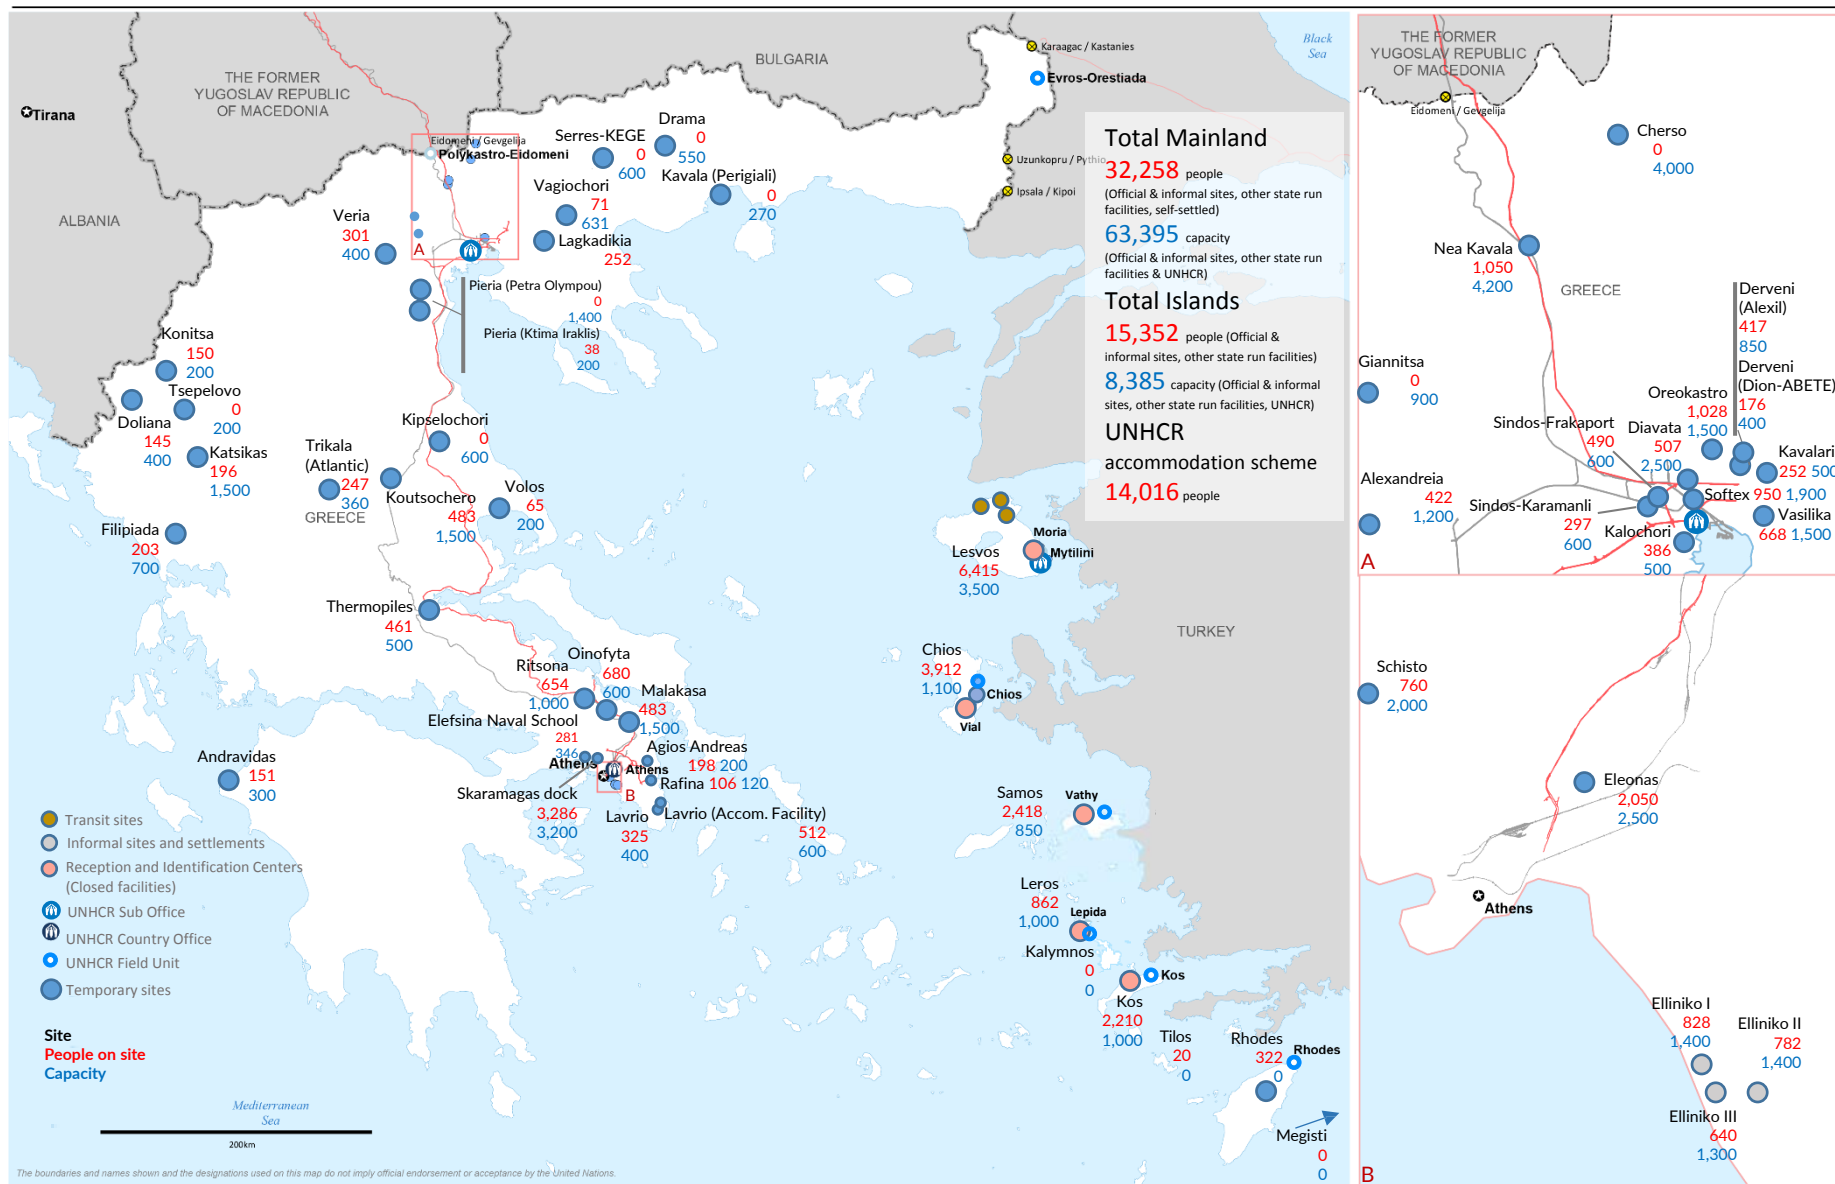 BULGARIA
Black
Sea
Karaagac / Kastanies
Evros-Orestiada
THE FORMER
YUGOSLAV REPUBLIC
OF MACEDONIA
Tirana
ALBANIA
Eidomeni / Gevgelija
Polykastro-Eidomeni
Serres-KEGE
0
600
Drama
0
550
Kavala (Perigiali)
0
270
Vagiochori
71
631
Lagkadikia
252
Uzunkopru / Pythio
Ipsala / Kipoi
Veria
301
400
A
Pieria (Petra Olympou)
0
1,400
Pieria (Ktima Iraklis)
38
200
Konitsa
150
200
Tsepelovo
0
200
Doliana
145
400
Katsikas
196
1,500
Kipselochori
0
600
Trikala
(Atlantic)
247
360
GREECE
Koutsochero
483
1,500
Volos
65
200
Filipiada
203
700
Thermopiles
461
500
Ritsona
654
1,000
Oinofyta
680
600
Malakasa
483
1,500
Elefsina Naval School
281
346
Athens
Athens
B
Agios Andreas
198 200
Rafina 106 120
Skaramagas dock
3,286
3,200
Lavrio
325
400
Lavrio (Accom. Facility)
512
600
Andravidas
151
300
Total Mainland
32,258 people
(Official & informal sites, other state run
facilities, self-settled)
63,395 capacity
(Official & informal sites, other state run
facilities & UNHCR)
Total Islands
15,352 people (Official &
informal sites, other state run facilities)
8,385 capacity (Official & informal
sites, other state run facilities, UNHCR)
UNHCR
accommodation scheme
14,016 people
Moria
Mytilini
Lesvos
6,415
3,500
TURKEY
Chios
3,912
1,100
Chios
Vial
Samos
2,418
850
Vathy
Leros
862
1,000
Lepida
Kalymnos
0
0
Kos
Kos
2,210
1,000
Tilos
20
0
Rhodes
322
0
Rhodes
Megisti
0
0
Transit sites
Informal sites and settlements
Reception and Identification Centers
(Closed facilities)
UNHCR Sub Office
UNHCR Country Office
UNHCR Field Unit
Temporary sites
Site
People on site
Capacity
Mediterranean
Sea
200km
The boundaries and names shown and the designations used on this map do not imply official endorsement or acceptance by the United Nations.
THE FORMER
YUGOSLAV REPUBLIC
OF MACEDONIA
Eidomeni / Gevgelija
Cherso
0
4,000
Nea Kavala
1,050
4,200
GREECE
Derveni
(Alexil)
417
850
Derveni
(Dion-ABETE)
176
400
Giannitsa
0
900
Oreokastro
1,028
1,500
Sindos-Frakaport
490
600
Diavata
507
2,500
Kavalari
252 500
Alexandreia
422
1,200
Softex 950 1,900
Sindos-Karamanli
297
600
Vasilika
668 1,500
Kalochori
386
500
A
Schisto
760
2,000
Eleonas
2,050
2,500
Athens
Elliniko I
828
1,400
Elliniko II
782
1,400
Elliniko III
640
1,300
B